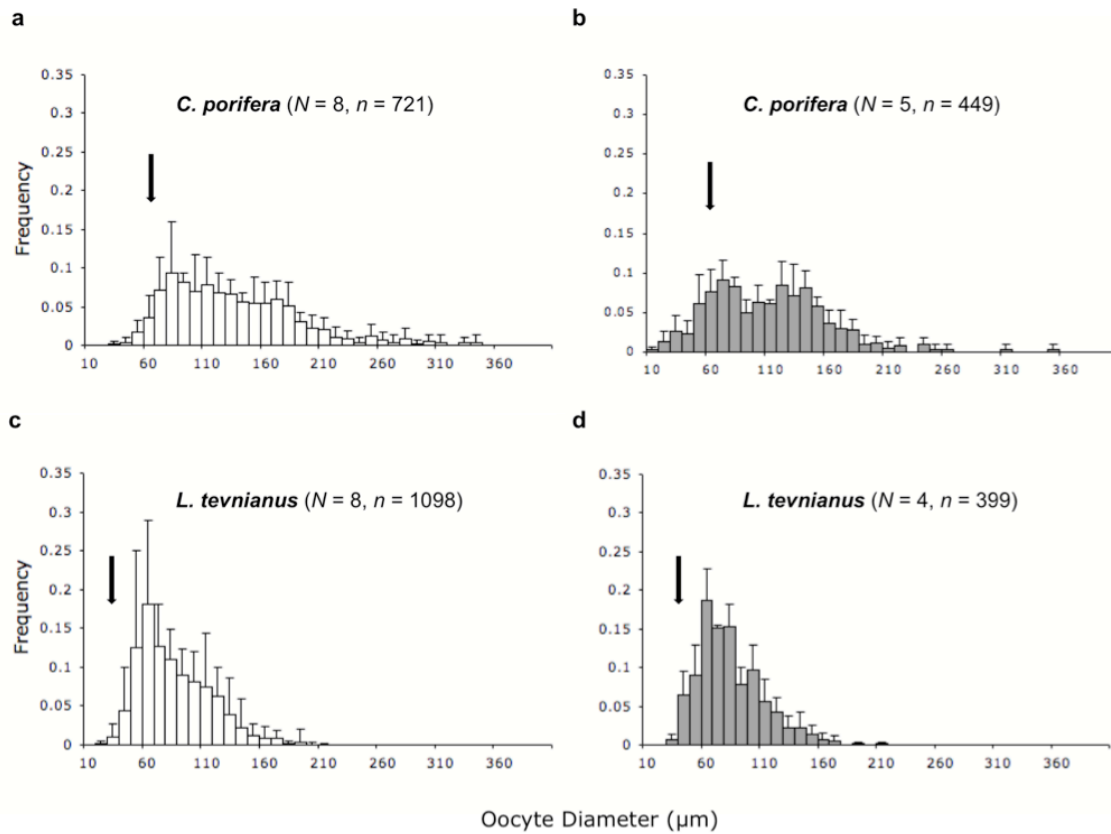 a
0.35
0.3
0.25
0.2
0.15
0.1
0.05
0
Frequency
C. porifera (N = 8, n = 721)
10 60 110 160 210 260 310 360
b
0.35
0.3
0.25
0.2
0.15
0.1
0.05
0
C. porifera (N = 5, n = 449)
10 60 110 160 210 260 310 360
c
0.35
0.3
0.25
0.2
0.15
0.1
0.05
0
Frequency
L. tevnianus (N = 8, n = 1098)
10 60 110 160 210 260 310 360
d
0.35
0.3
0.25
0.2
0.15
0.1
0.05
0
L. tevnianus (N = 4, n = 399)
10 60 110 160 210 260 310 360
Oocyte Diameter (µm)